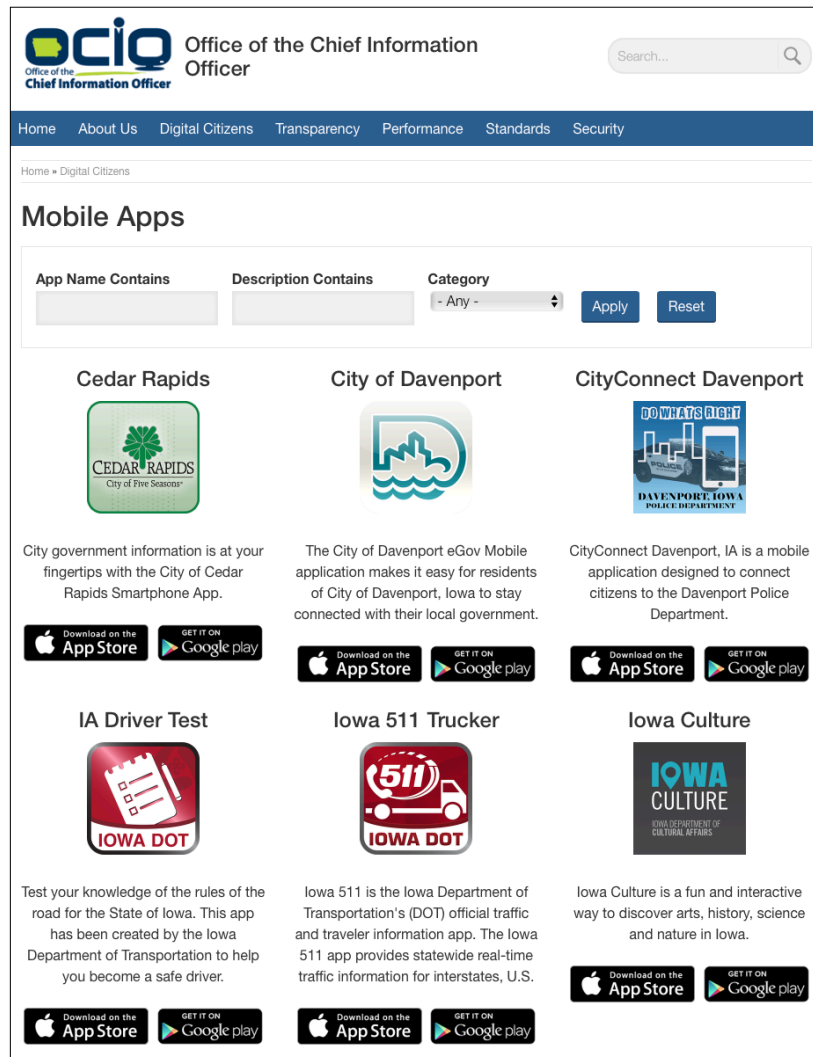 OCIO
Office of the
Chief Information Officer
Office of the Chief Information
Officer
Search...
Home About Us Digital Citizens Transparency Performance Standards Security
Home » Digital Citizens
Mobile Apps
App Name Contains Description Contains Category
- Any -
Apply Reset
Cedar Rapids
CEDAR RAPIDS
City of Five Seasons
City government information is at your
fingertips with the City of Cedar
Rapids Smartphone App.
Download on the
App Store
GET IT ON
Google play
City of Davenport
The City of Davenport eGov Mobile
application makes it easy for residents
of City of Davenport, Iowa to stay
connected with their local government.
Download on the
App Store
GET IT ON
Google play
CityConnect Davenport
DO WHAT'S RIGHT
POLICE
DAVENPORT, IOWA
POLICE DEPARTMENT
CityConnect Davenport, IA is a mobile
application designed to connect
citizens to the Davenport Police
Department.
Download on the
App Store
GET IT ON
Google play
IA Driver Test
IOWA DOT
Test your knowledge of the rules of the
road for the State of Iowa. This app
has been created by the Iowa
Department of Transportation to help
you become a safe driver.
Download on the
App Store
GET IT ON
Google play
Iowa 511 Trucker
511
IOWA DOT
Iowa 511 is the Iowa Department of
Transportation's (DOT) official traffic
and traveler information app. The Iowa
511 app provides statewide real-time
traffic information for interstates, U.S.
Download on the
App Store
GET IT ON
Google play
Iowa Culture
IOWA
CULTURE
IOWA DEPARTMENT OF
CULTURAL AFFAIRS
Iowa Culture is a fun and interactive
way to discover arts, history, science
and nature in Iowa.
Download on the
App Store
GET IT ON
Google play